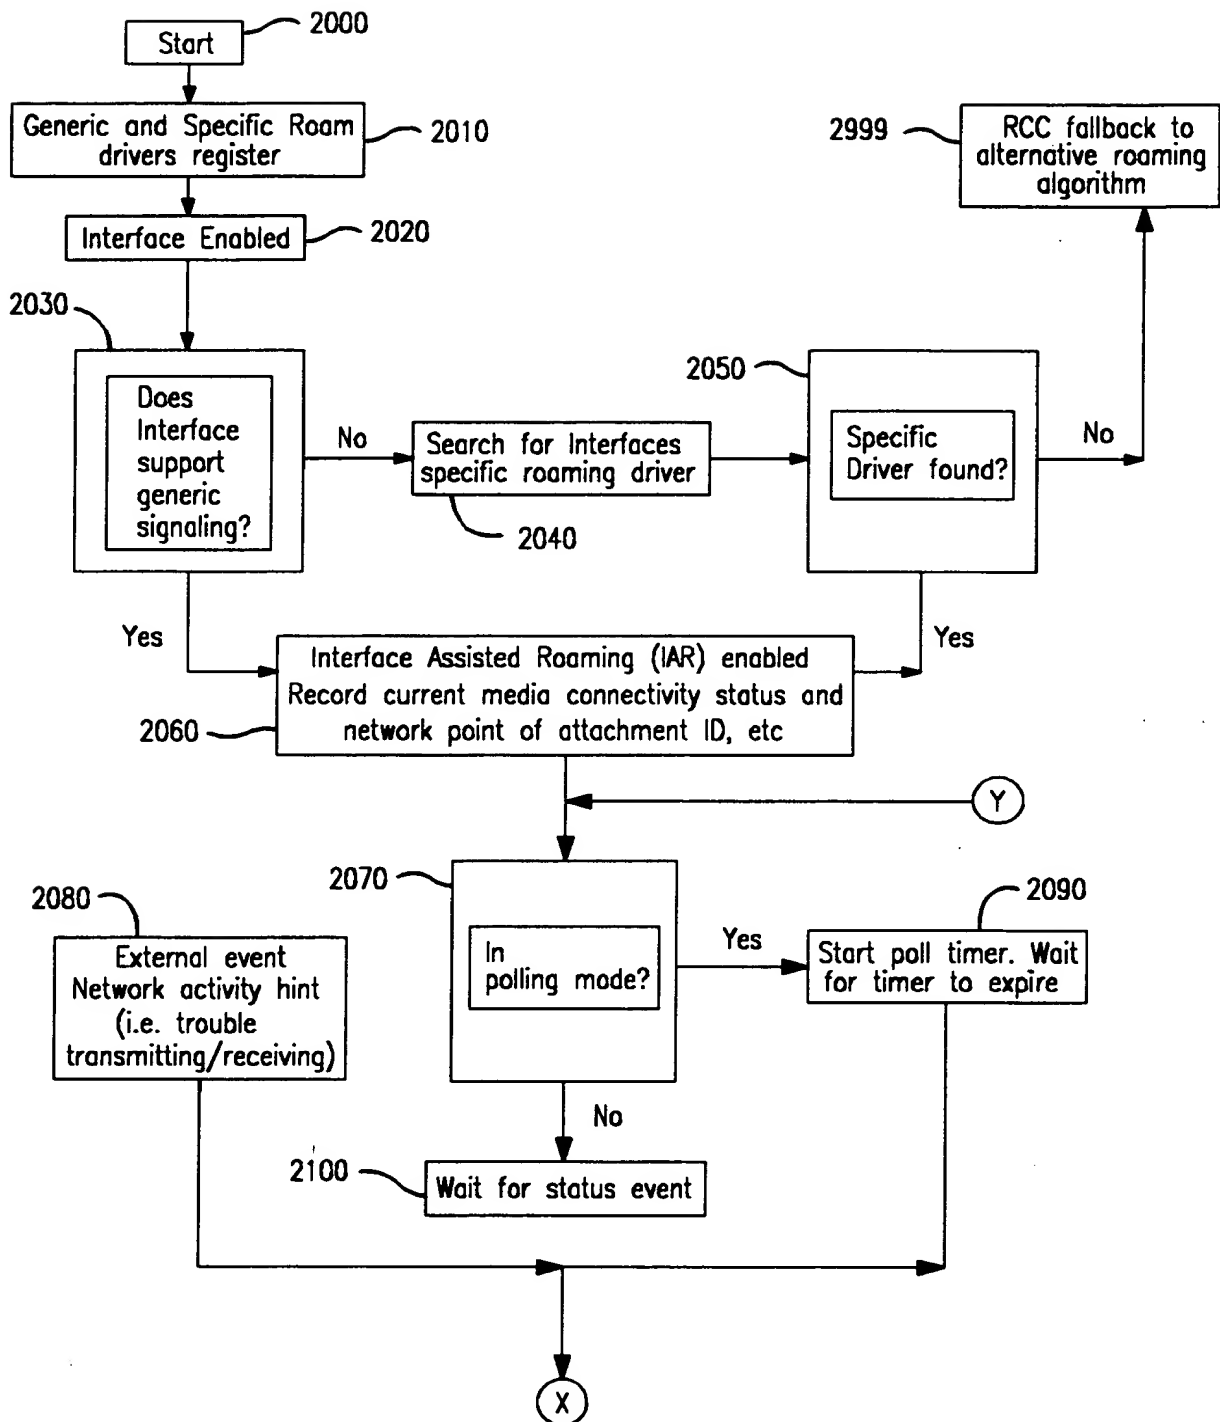 2000
Start
Generic and Specific Roam
drivers register
2010
2999
RCC fallback to
alternative roaming
algorithm
Interface Enabled
2020
2030
Does
Interface
support
generic
signaling?
No
Search for Interfaces
specific roaming driver
2040
2050
Specific
Driver found?
No
Yes
Yes
Interface Assisted Roaming (IAR) enabled
Record current media connectivity status and
network point of attachment ID, etc
2060
Y
2070
In
polling mode?
Yes
2090
Start poll timer. Wait
for timer to expire
2080
External event
Network activity hint
(i.e. trouble
transmitting/receiving)
No
2100
Wait for status event
X